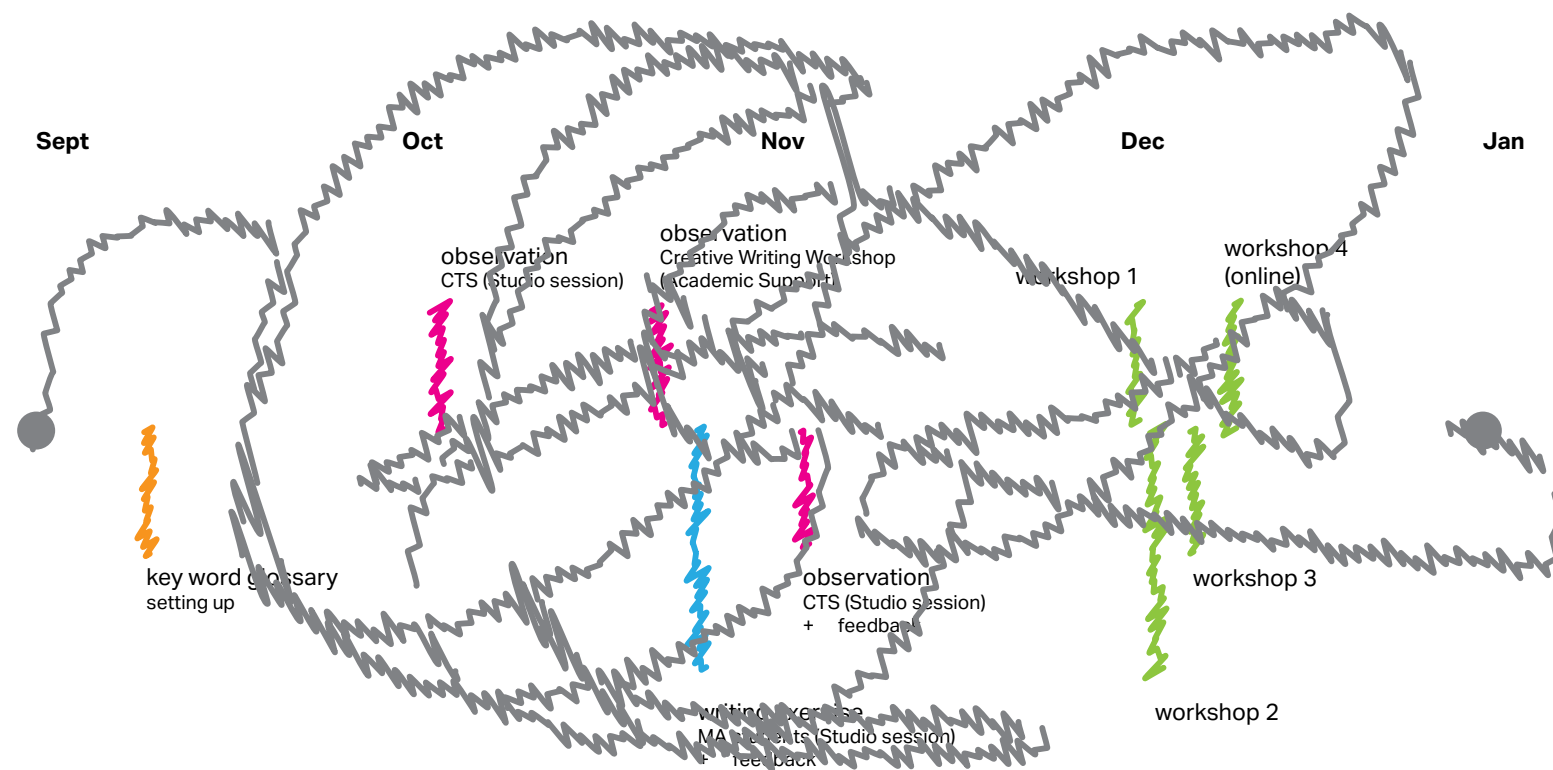 Sept
Oct
Nov
Dec
Jan
observation
CTS (Studio session)
observation
Creative Writing Workshop
(Academic Support)
workshop 1
workshop 4
(online)
key word glossary
setting up
observation
CTS (Studio session)
+ feedback
workshop 3
writing exercise
MA students (Studio session)
+ feedback
workshop 2